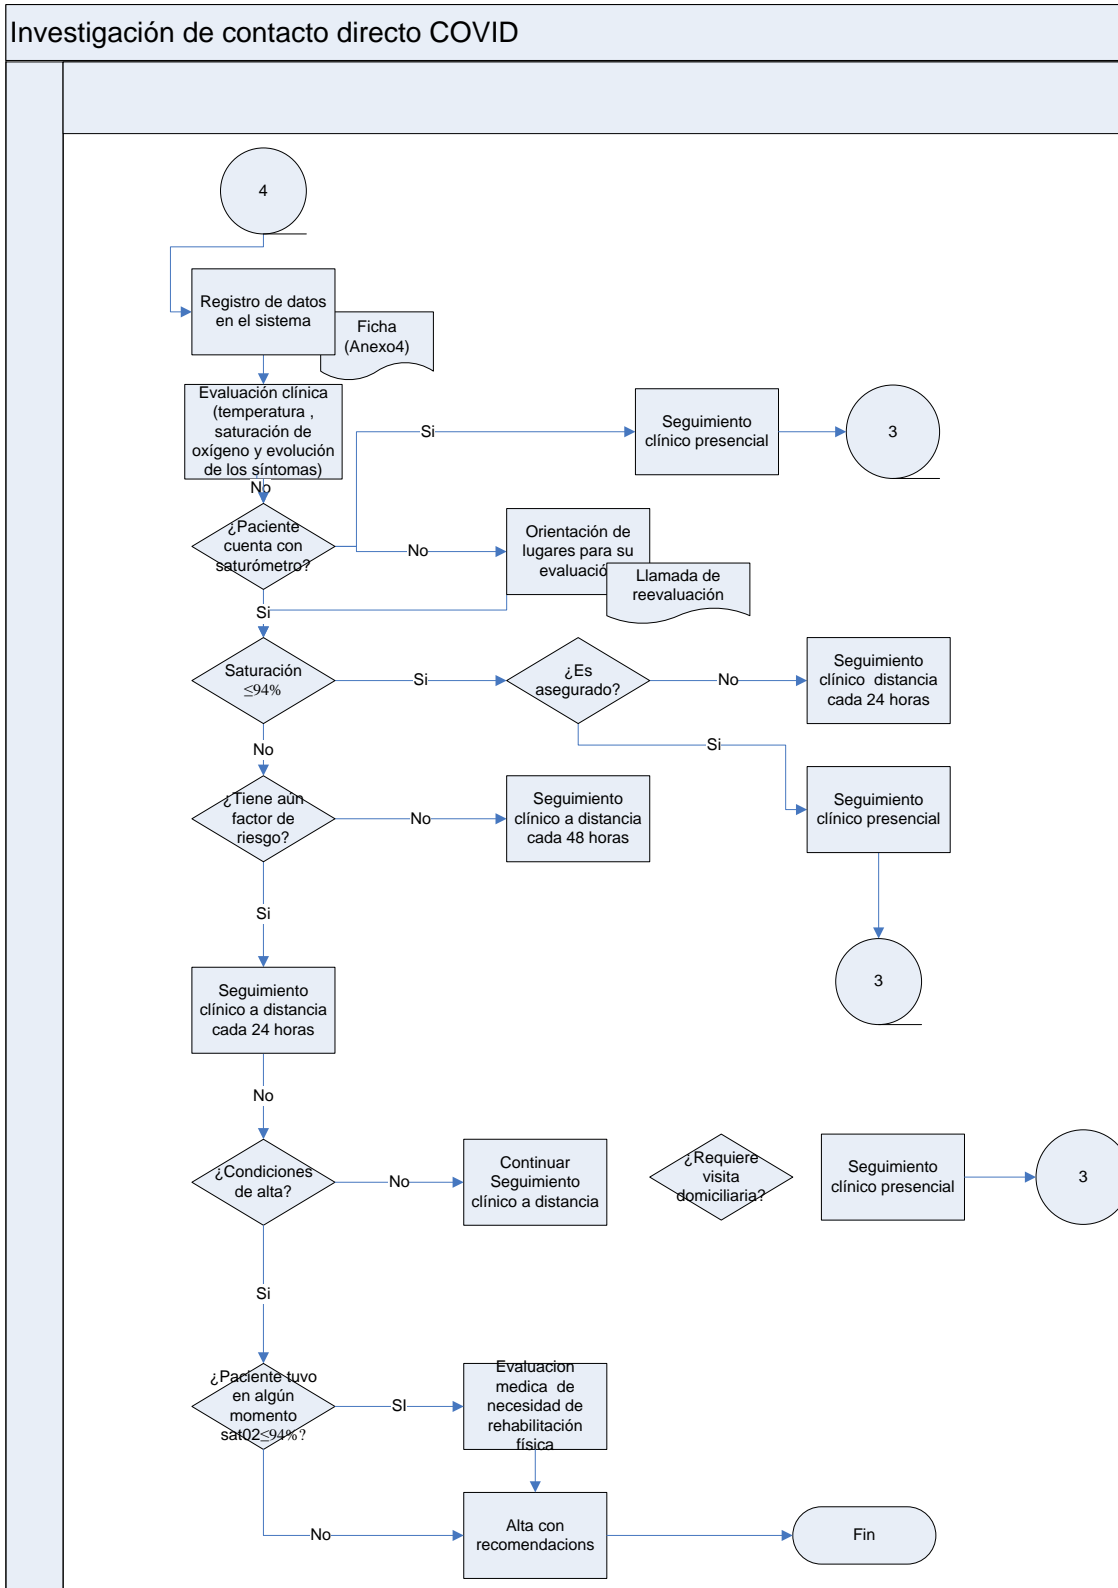 Investigación de contacto directo COVID
4
Registro de datos
en el sistema
Ficha
(Anexo4)
Evaluación clínica
(temperatura ,
saturación de
oxígeno y evolución
de los síntomas)
Si
Seguimiento
clínico presencial
3
No
¿Paciente
cuenta con
saturómetro?
No
Orientación de
lugares para su
evaluación
Llamada de
reevaluación
Si
Saturación
≤94%
Si
¿Es
asegurado?
No
Seguimiento
clínico distancia
cada 24 horas
Si
No
Seguimiento
clínico presencial
¿Tiene aún
factor de
riesgo?
No
Seguimiento
clínico a distancia
cada 48 horas
Si
3
Seguimiento
clínico a distancia
cada 24 horas
No
¿Condiciones
de alta?
No
Continuar
Seguimiento
clínico a distancia
¿Requiere
visita
domiciliaria?
Seguimiento
clínico presencial
3
Si
¿Paciente tuvo
en algún
momento
sat02≤94%?
SI
Evaluacion
medica de
necesidad de
rehabilitación
física
No
Alta con
recomendacions
Fin